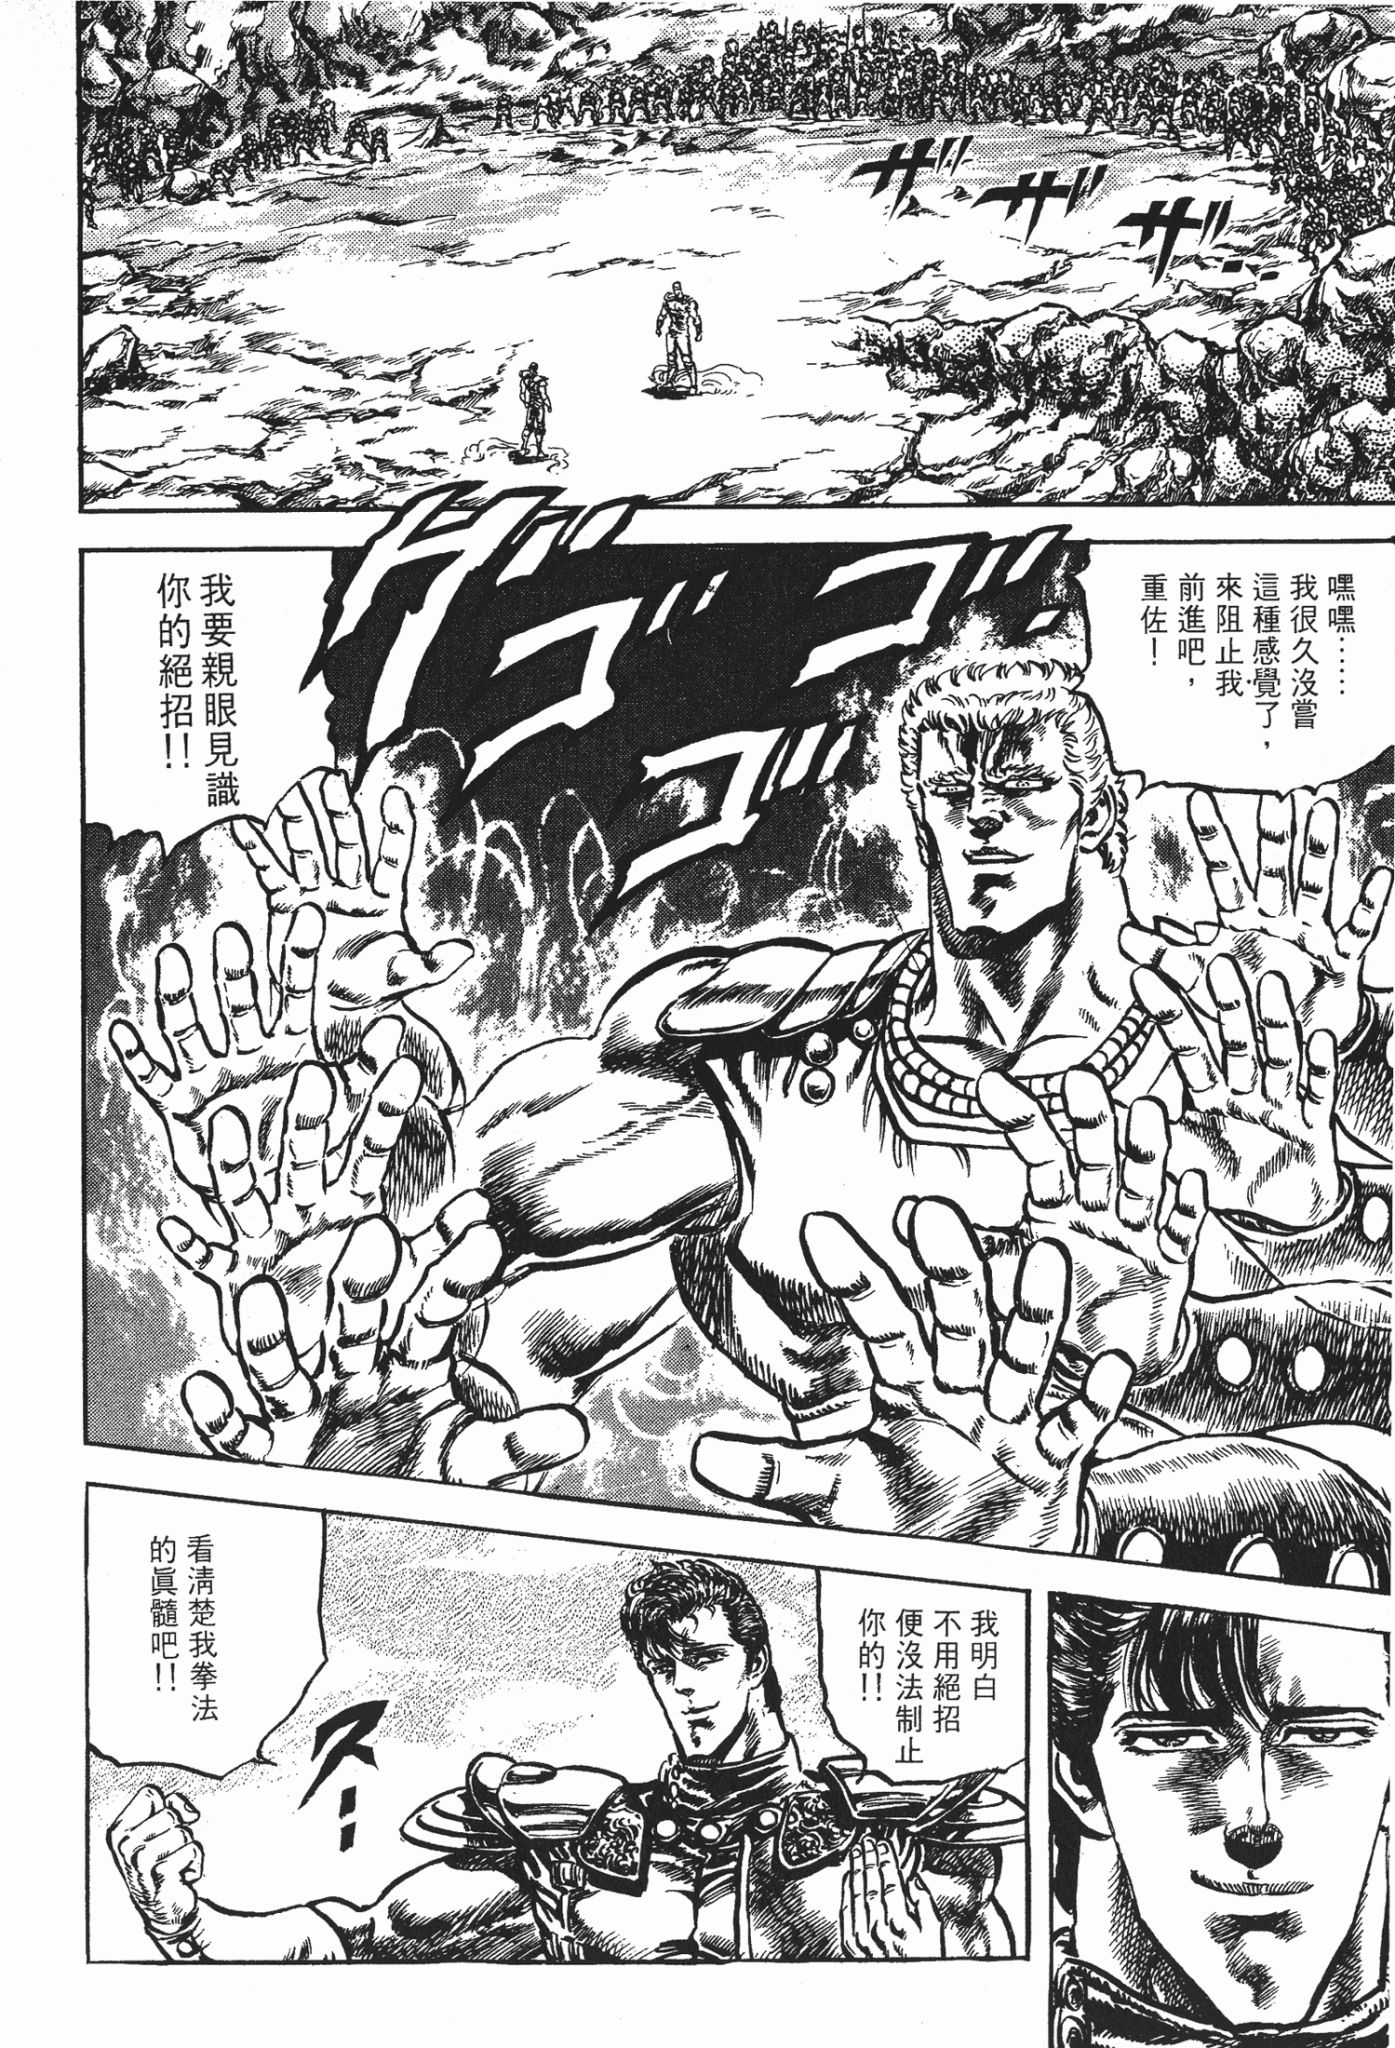 ザザザ‥
嘿嘿……
我很久沒嘗
這種感覺了，
來阻止我
前進吧，
重佐！
ゴゴゴゴ
我要親眼見識
你的絕招!!
我明白
不用絕招
便沒法制止
你的!!
スー
看清楚我拳法
的眞髓吧!!